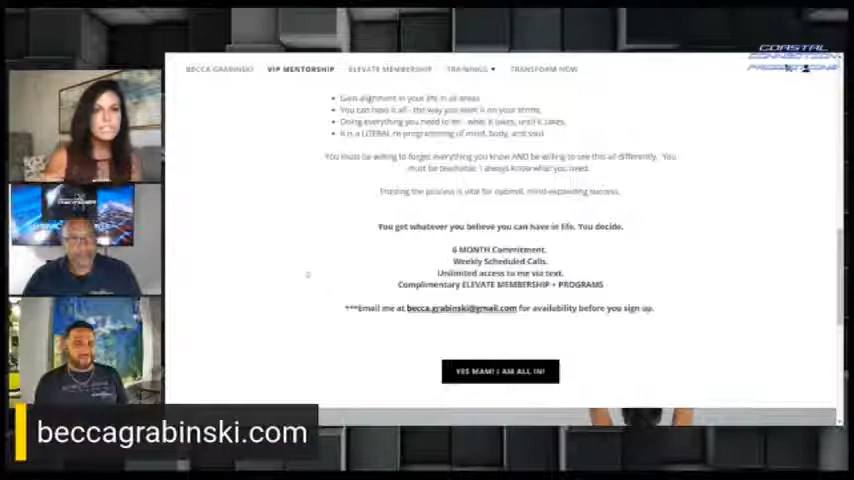 COASTAL
CONNECTION
PRODUCTIONS
BECCA GRABINSKI VIP MENTORSHIP ELEVATE MEMBERSHIP TRAININGS TRANSFORM NOW
Gain alignment in your life in all areas
You can have it all - the way you want it on your terms.
Doing everything you need to do - what it takes, until it takes.
It is a LITERAL re-programing of mind, body, and soul
You must be willing to forget everything you know AND be willing to see this all differently. You
must be teachable. I always know what you need.
Trusting the process is vital for optimal, mind-expanding success.
You get whatever you believe you can have in life. You decide.
6 MONTH Commitment.
Weekly Scheduled Calls.
Unlimited access to me via text.
Complimentary ELEVATE MEMBERSHIP + PROGRAMS
***Email me at becca.grabinski@gmail.com for availability before you sign up.
YES MAM! I AM ALL IN!
beccagrabinski.com